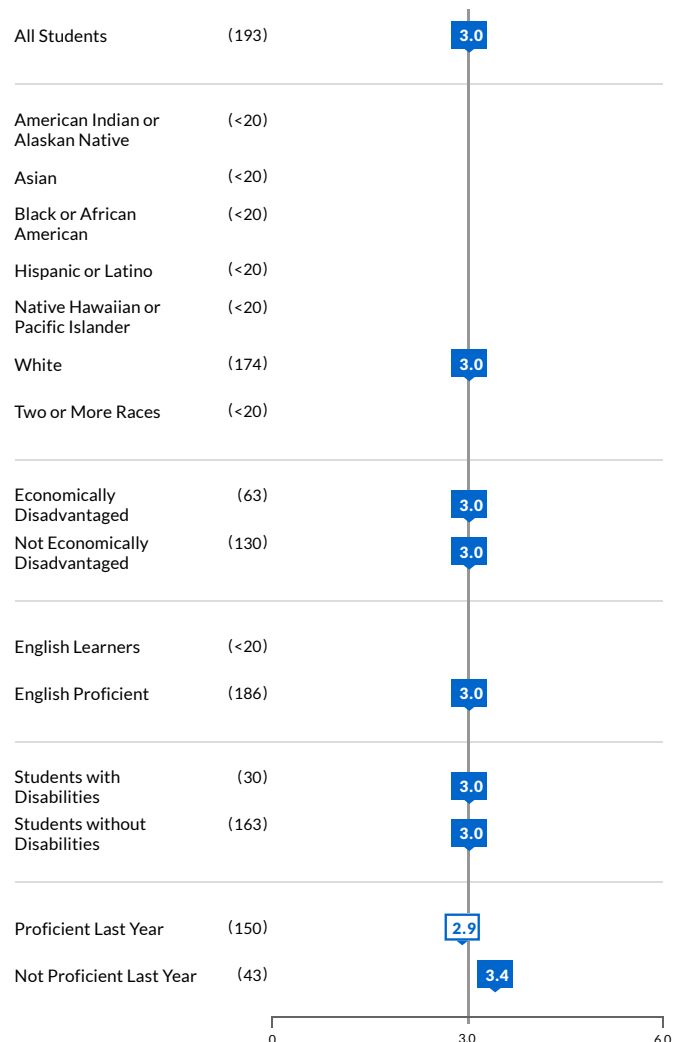 All Students (193) 3.0
American Indian or
Alaskan Native (<20)
Asian (<20)
Black or African
American (<20)
Hispanic or Latino (<20)
Native Hawaiian or
Pacific Islander (<20)
White (174) 3.0
Two or More Races (<20)
Economically
Disadvantaged (63) 3.0
Not Economically
Disadvantaged (130) 3.0
English Learners (<20)
English Proficient (186) 3.0
Students with
Disabilities (30) 3.0
Students without
Disabilities (163) 3.0
Proficient Last Year (150) 2.9
Not Proficient Last Year (43) 3.4
0 3.0 6.0